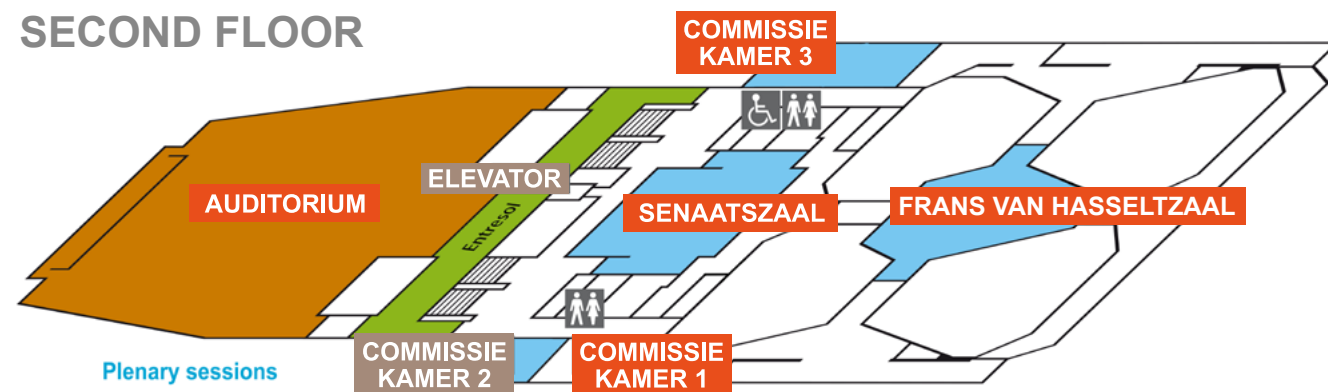 SECOND FLOOR
COMMISSIE
KAMER 3
ELEVATOR
AUDITORIUM
SENAATSZAAL
FRANS VAN HASSELTZAAL
Entresol
COMMISSIE
KAMER 2
COMMISSIE
KAMER 1
Plenary sessions